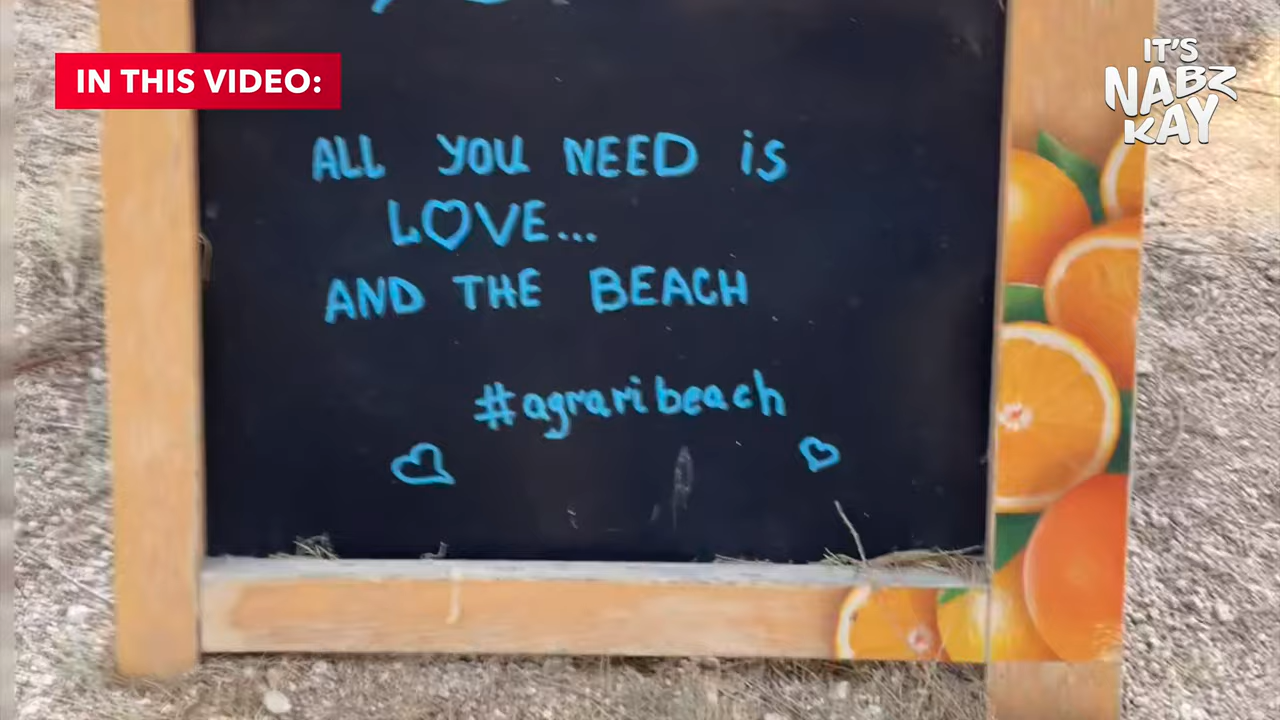 IN THIS VIDEO:
IT'S
NABZ
KAY
ALL YOU NEED is
LOVE...
AND THE BEACH
#agraribeach